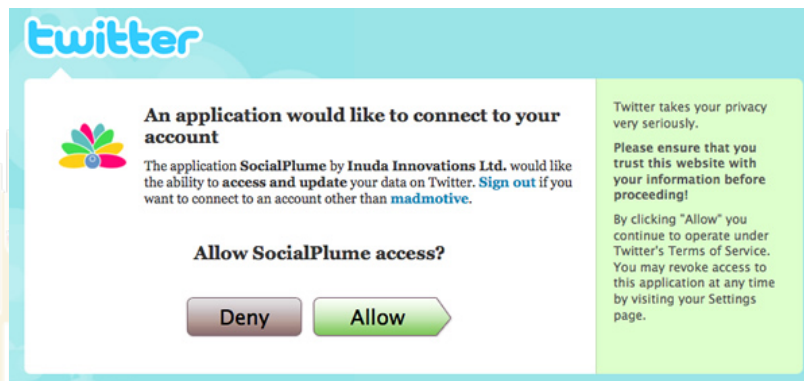 twitter
An application would like to connect to your
account
The application SocialPlume by Inuda Innovations Ltd. would like
the ability to access and update your data on Twitter. Sign out if you
want to connect to an account other than madmotive.
Allow SocialPlume access?
Deny
Allow
Twitter takes your privacy
very seriously.
Please ensure that you
trust this website with
your information before
proceeding!
By clicking "Allow" you
continue to operate under
Twitter's Terms of Service.
You may revoke access to
this application at any time
by visiting your Settings
page.